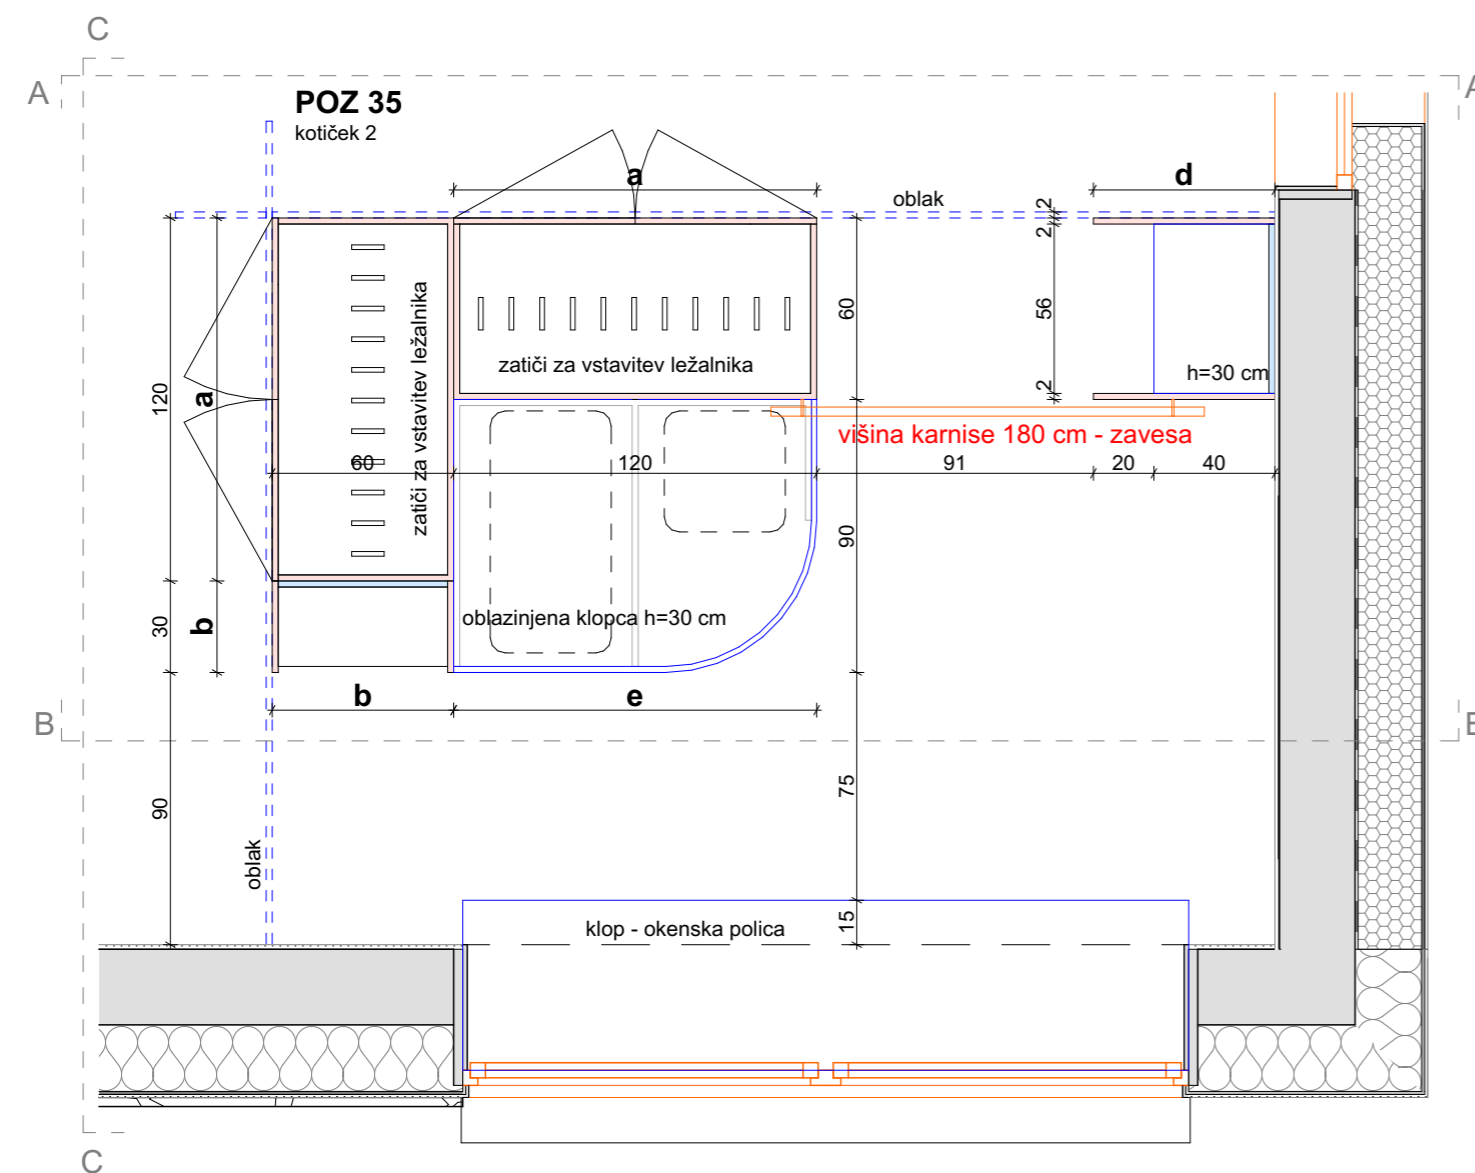 C
A
A
POZ 35
kotiček 2
a
d
oblak
2
2
56
2
60
h=30 cm
zatiči za vstavitev ležalnika
zatiči za vstavitev ležalnika
120
a
višina karnise 180 cm - zavesa
60
120
91
20
40
90
30
b
oblazinjena klopca h=30 cm
b
e
B
B
75
90
oblak
15
klop - okenska polica
C